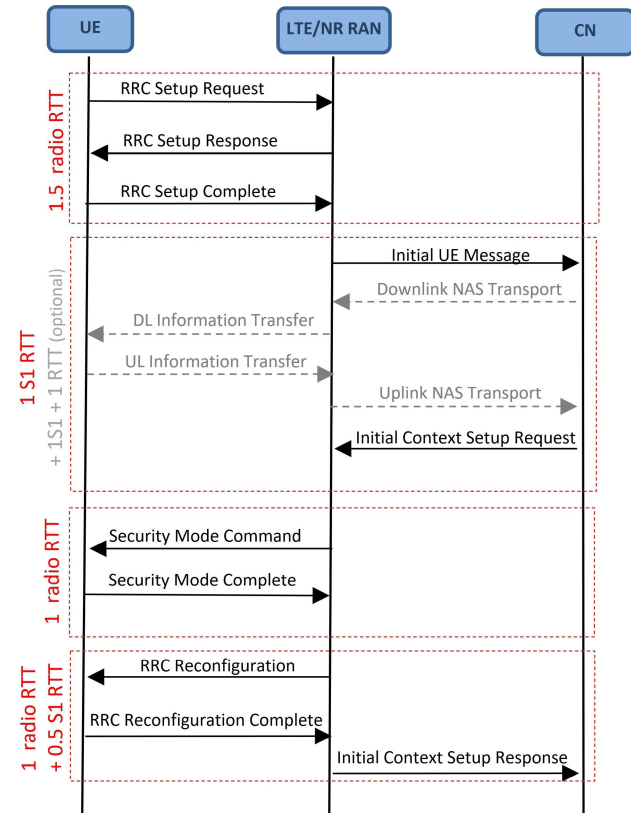 UE
LTE/NR RAN
CN
1.5 radio RTT
RRC Setup Request
RRC Setup Response
RRC Setup Complete
1 S1 RTT
+ 1S1 + 1 RTT (optional)
Initial UE Message
Downlink NAS Transport
DL Information Transfer
UL Information Transfer
Uplink NAS Transport
Initial Context Setup Request
1 radio RTT
Security Mode Command
Security Mode Complete
1 radio RTT
+ 0.5 S1 RTT
RRC Reconfiguration
RRC Reconfiguration Complete
Initial Context Setup Response